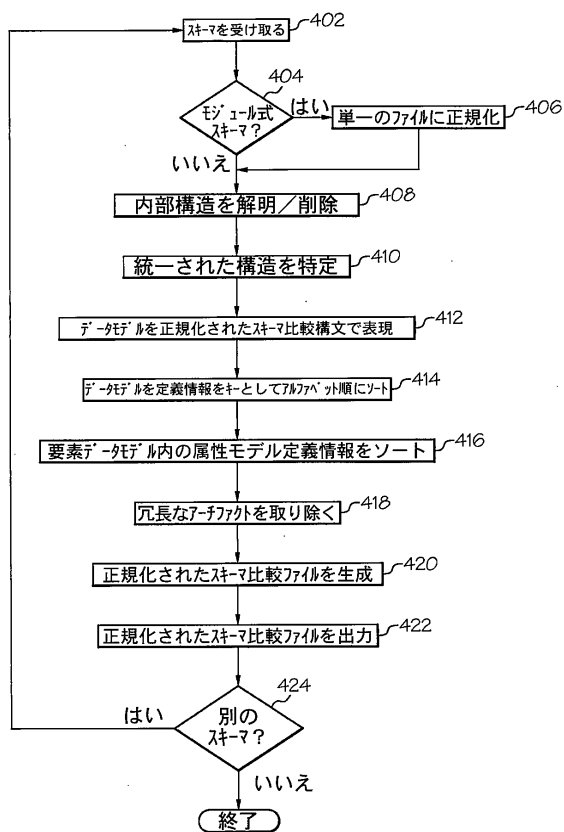 ｽｷｰﾏを受け取る
402
404
ﾓｼﾞｭｰﾙ式
ｽｷｰﾏ？
はい
単一のﾌｧｲﾙに正規化
406
いいえ
内部構造を解明／削除
408
統一された構造を特定
410
ﾃﾞｰﾀﾓﾃﾞﾙを正規化されたｽｷｰﾏ比較構文で表現
412
ﾃﾞｰﾀﾓﾃﾞﾙを定義情報をｷｰとしてｱﾙﾌｧﾍﾞｯﾄ順にｿｰﾄ
414
要素ﾃﾞｰﾀﾓﾃﾞﾙ内の属性ﾓﾃﾞﾙ定義情報をソート
416
冗長なｱｰﾁﾌｧｸﾄを取り除く
418
正規化されたｽｷｰﾏ比較ﾌｧｲﾙを生成
420
正規化されたｽｷｰﾏ比較ﾌｧｲﾙを出力
422
424
はい
別の
ｽｷｰﾏ？
いいえ
終了